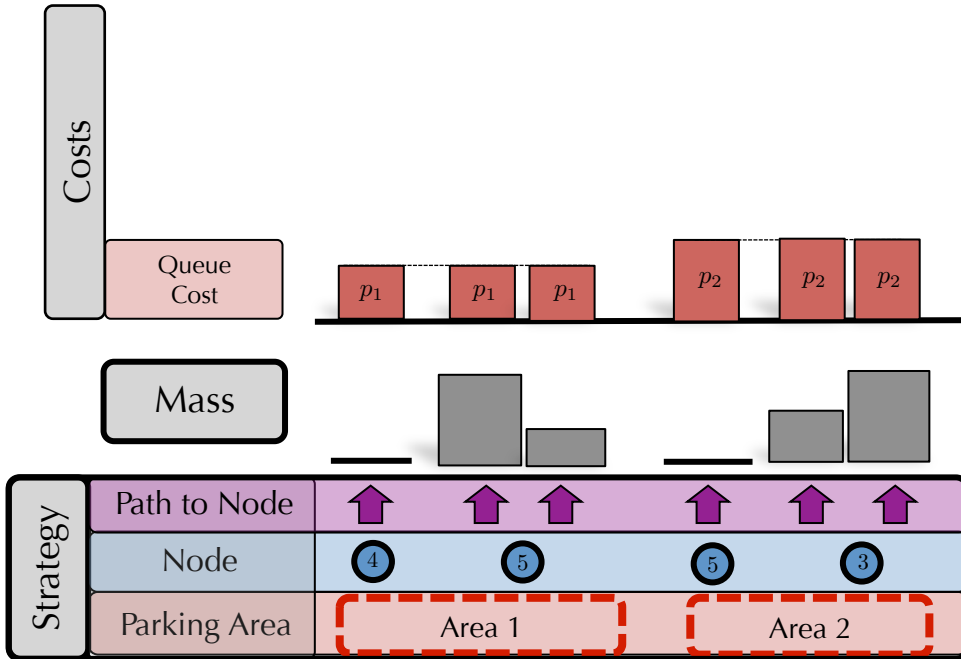 Costs
Queue
Cost
p1 p1 p1 p2 p2 p2
Mass
Strategy
Path to Node
Node
4 5 5 3
Parking Area
Area 1 Area 2